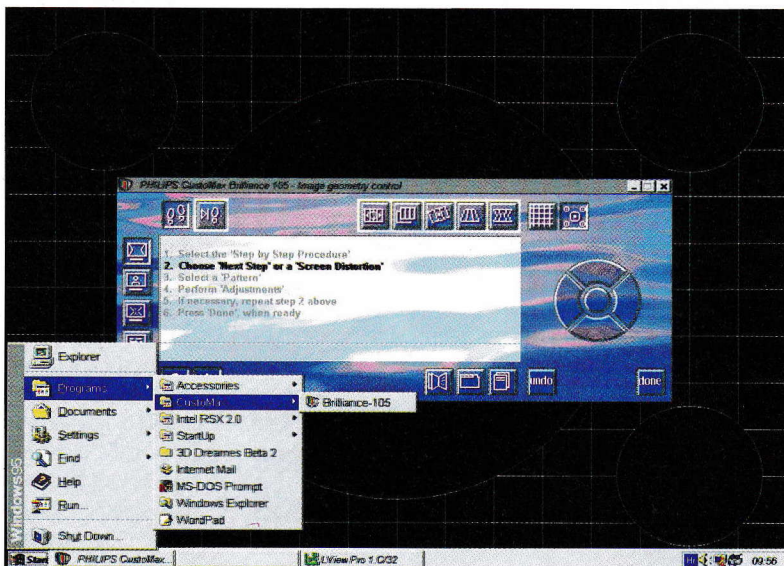 PHILIPS CustoMax Brilliance 105 - Image geometry control
1. Select the 'Step by Step Procedure'
2. Choose 'Next Step' or a 'Screen Distortion'
3. Select a 'Pattern'
4. Perform 'Adjustments'
5. If necessary, repeat step 2 above
6. Press 'Done', when ready
undo
done
Windows95
Explorer
Programs
Documents
Settings
Find
Help
Run...
Shut Down...
Accessories
CustoMax
Intel RSX 2.0
StartUp
3D Dreames Beta 2
Internet Mail
MS-DOS Prompt
Windows Explorer
WordPad
Brilliance-105
Start
PHILIPS CustoMax...
LView Pro 1.C/32
Hr
09:56